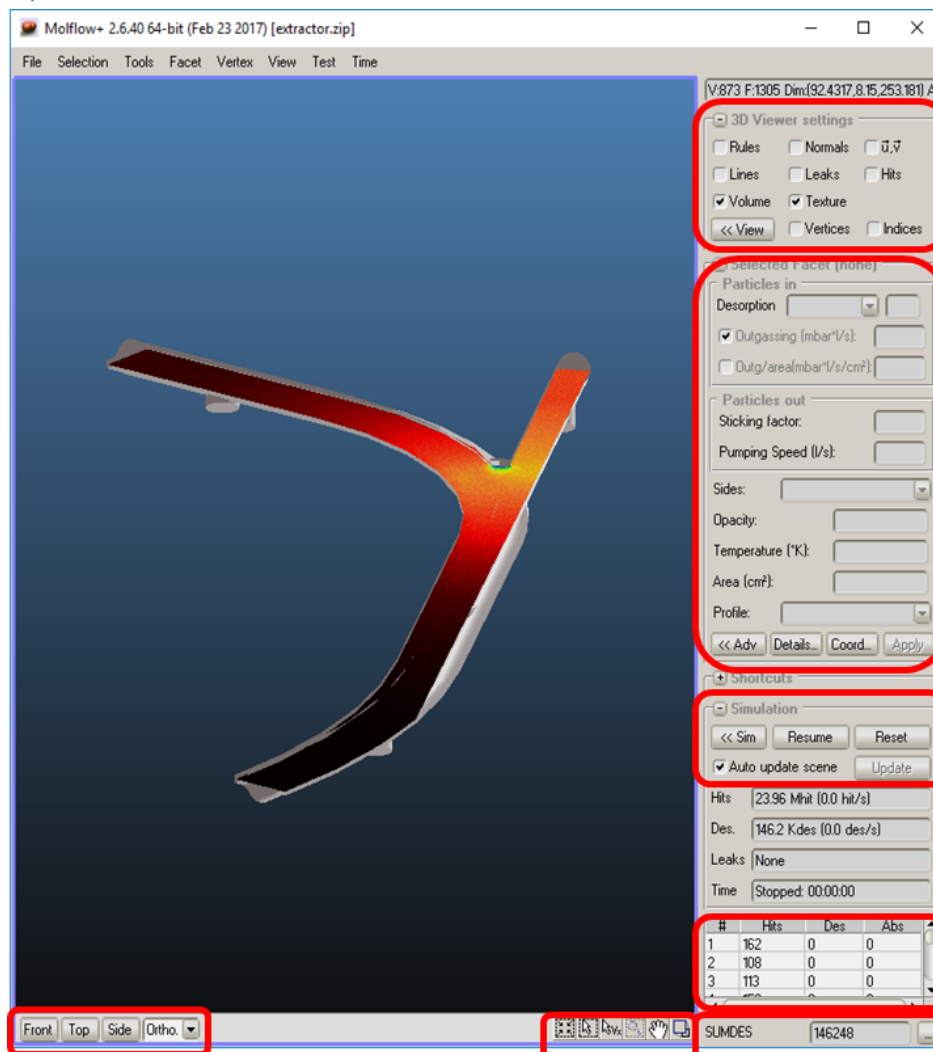 Molflow+ 2.6.40 64-bit (Feb 23 2017) [extractor.zip]
File Selection Tools Facet Vertex View Test Time
V:873 F:1305 Dim:(92.4317,8.15,253.181) A
3D Viewer settings
Rules Normals ū,v̄
Lines Leaks Hits
Volume Texture
<< View Vertices Indices
Selected Facet (none)
Particles in
Desorption
Outgassing (mbar*l/s):
Outg/area(mbar*l/s/cm²):
Particles out
Sticking factor:
Pumping Speed (l/s):
Sides:
Opacity:
Temperature (°K):
Area (cm²):
Profile:
<< Adv Details... Coord... Apply
Shortcuts
Simulation
<< Sim Resume Reset
Auto update scene Update
Hits 23.96 Mhit (0.0 hit/s)
Des. 146.2 Kdes (0.0 des/s)
Leaks None
Time Stopped: 00:00:00
# Hits Des Abs
1 162 0 0
2 108 0 0
3 113 0 0
Front Top Side Ortho. Vx SUMDES 146248 ...